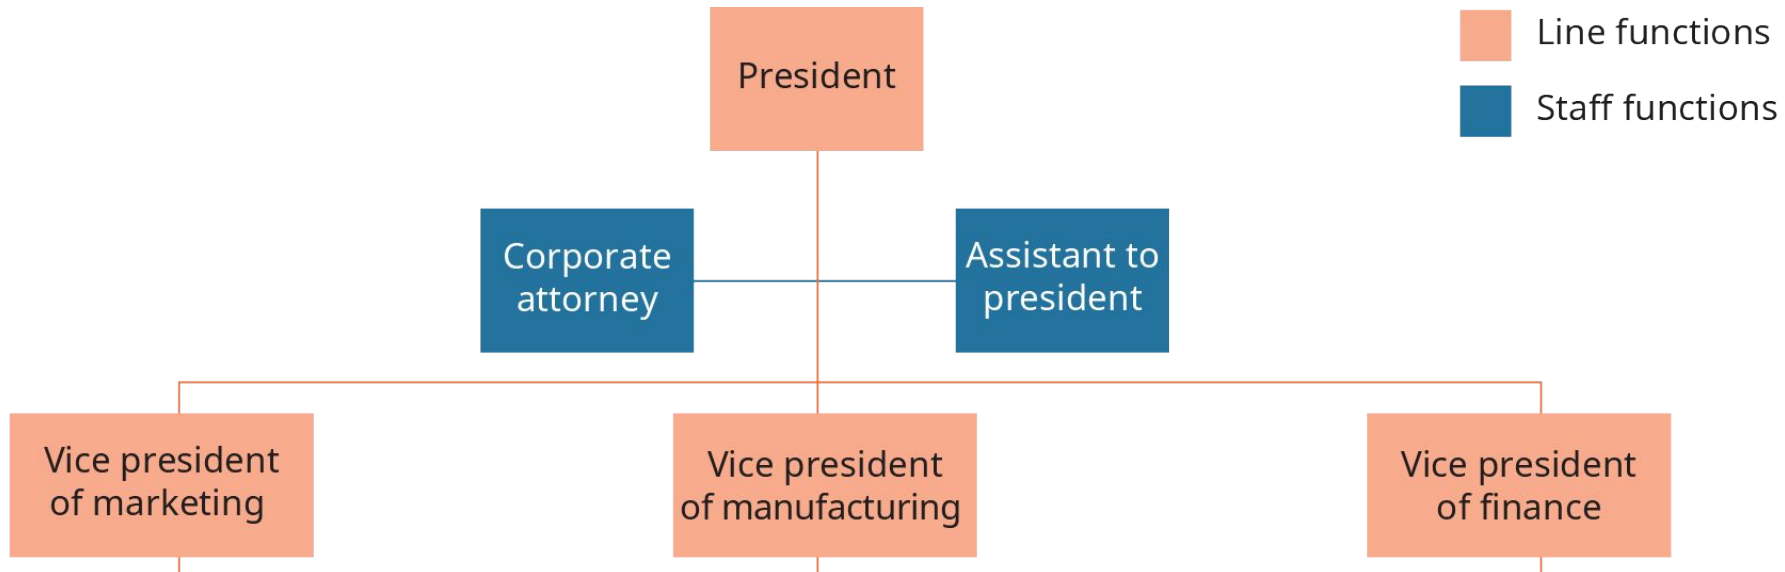 President
Line functions
Staff functions
Corporate
attorney
Assistant to
president
Vice president
of marketing
Vice president
of manufacturing
Vice president
of finance